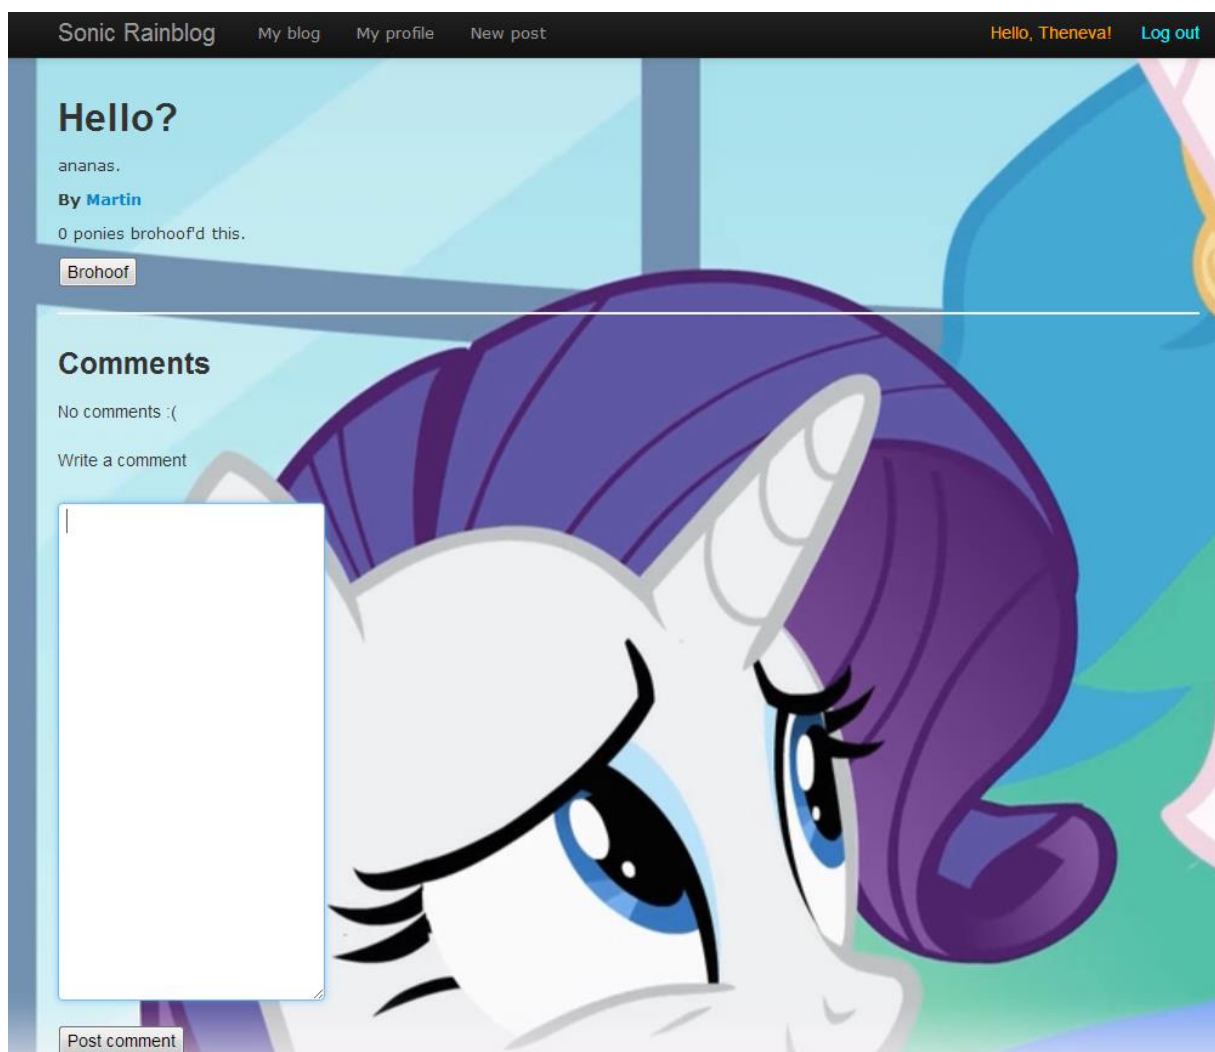 Sonic Rainblog My blog My profile New post Hello, Theneva! Log out
Hello?
ananas.
By Martin
0 ponies brohoof'd this.
Brohoof
Comments
No comments :(
Write a comment
Post comment